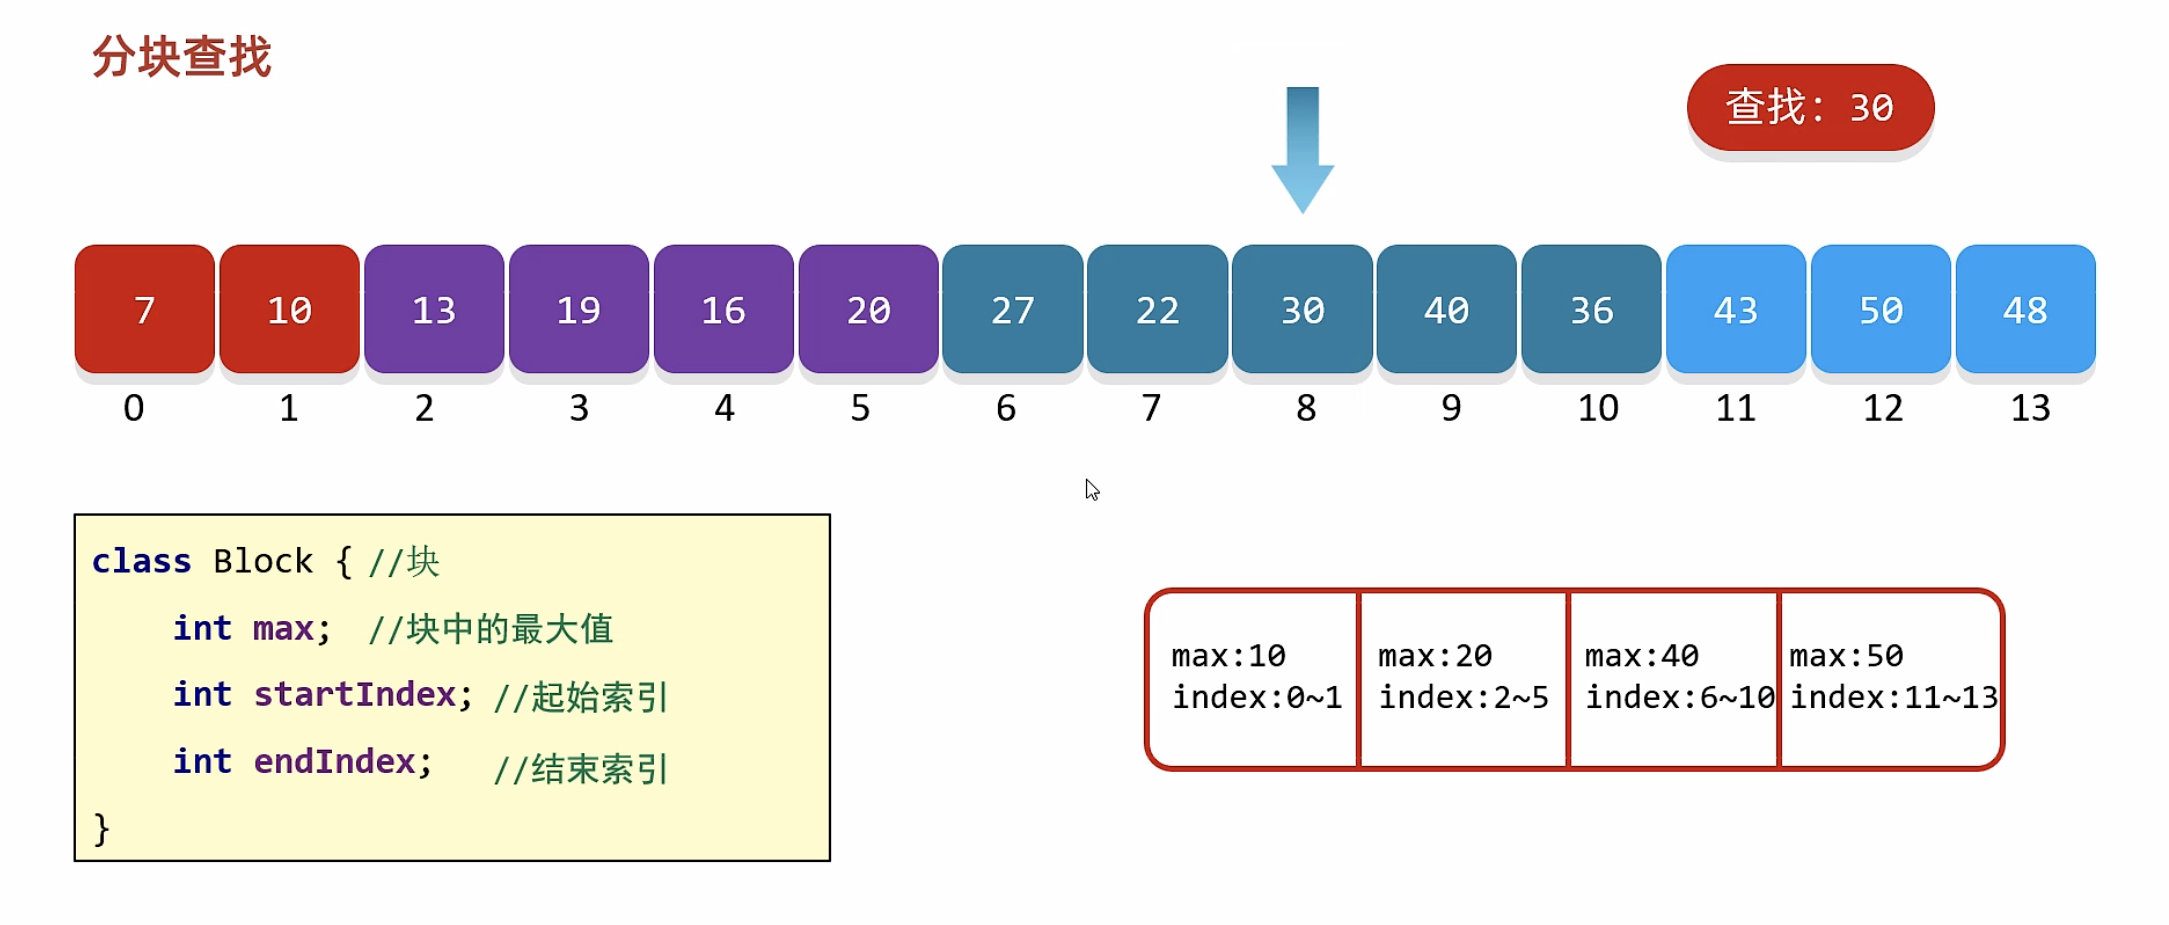 分块查找
查找：30
7 10 13 19 16 20 27 22 30 40 36 43 50 48
0 1 2 3 4 5 6 7 8 9 10 11 12 13
class Block { //块
int max; //块中的最大值
int startIndex; //起始索引
int endIndex; //结束索引
}
max:10 max:20 max:40 max:50
index:0~1 index:2~5 index:6~10 index:11~13